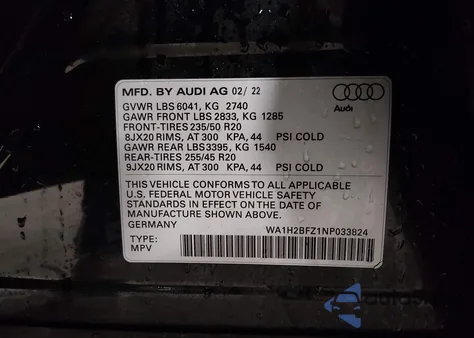 MFD. BY AUDI AG 02/ 22
GVWR LBS 6041, KG 2740
GAWR FRONT LBS 2833, KG 1285
FRONT-TIRES 235/50 R20
8JX20 RIMS, AT 300 KPA, 44 PSI COLD
GAWR REAR LBS3395, KG 1540
REAR-TIRES 255/45 R20
9JX20 RIMS, AT 300 KPA, 44 PSI COLD
Audi
THIS VEHICLE CONFORMS TO ALL APPLICABLE
U.S. FEDERAL MOTOR VEHICLE SAFETY
STANDARDS IN EFFECT ON THE DATE OF
MANUFACTURE SHOWN ABOVE.
GERMANY WA1H2BFZ1NP033824
TYPE:
MPV